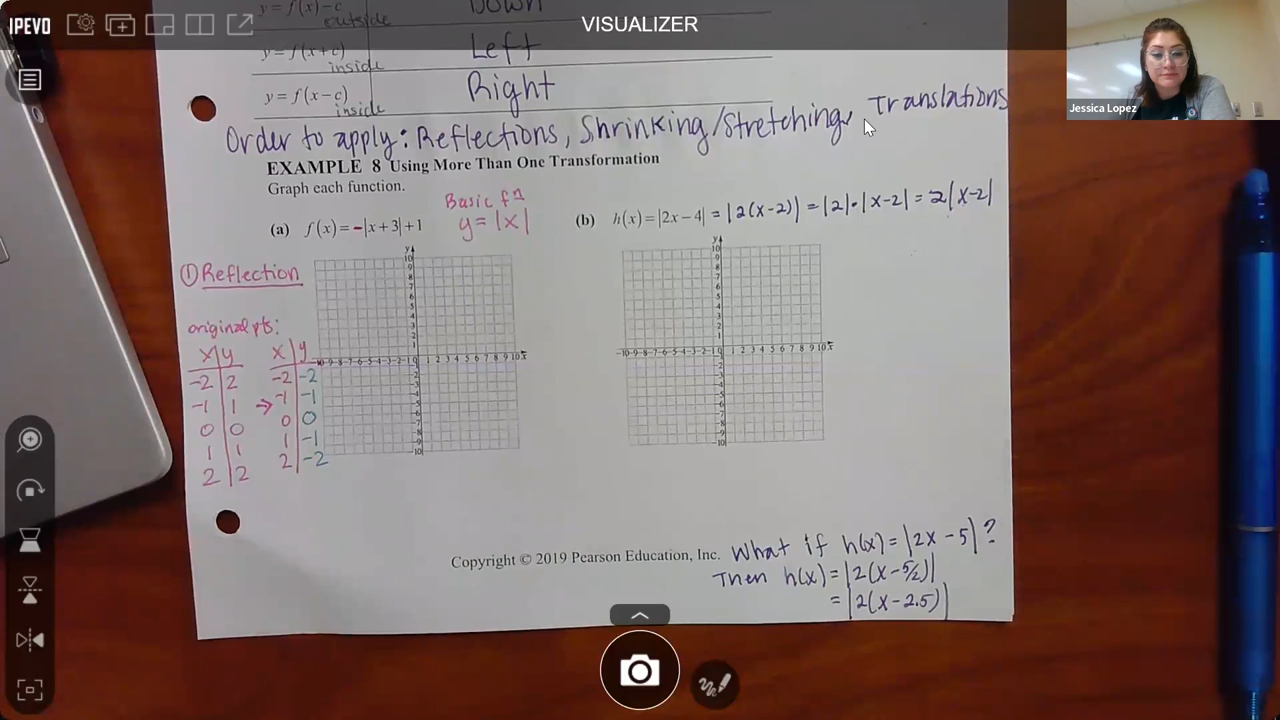 IPEVO
VISUALIZER
Jessica Lopez
y = f(x) – c
outside
Down
y = f(x+c)
inside
Left
y = f(x–c)
inside
Right
Order to apply: Reflections, Shrinking/Stretching, Translations
EXAMPLE 8 Using More Than One Transformation
Graph each function.
Basic fn
y = |x|
(a) f(x) = –|x+3|+1
(b) h(x) = |2x – 4| = |2(x–2)| = |2|·|x–2| = 2|x–2|
① Reflection
original pts:
x y
-2 2
-1 1
0 0
1 1
2 2
→
x y
-2 -2
-1 -1
0 0
1 -1
2 -2
Copyright © 2019 Pearson Education, Inc.
What if h(x) = |2x – 5| ?
Then h(x) = |2(x – 5/2)|
= |2(x – 2.5)|